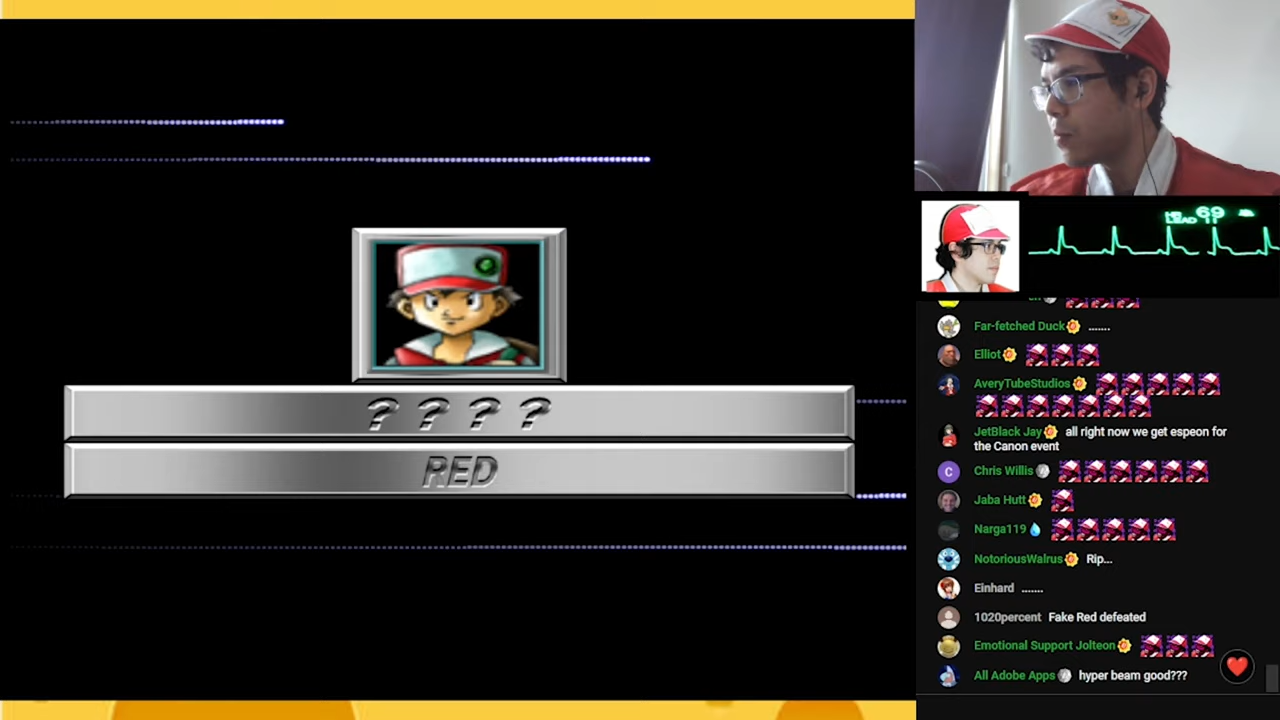 ? ? ? ?
RED
69
Far-fetched Duck .......
Elliot
AveryTubeStudios
JetBlack Jay all right now we get espeon for
the Canon event
Chris Willis
C
Jaba Hutt
Narga119
NotoriousWalrus Rip...
Einhard .......
1020percent Fake Red defeated
Emotional Support Jolteon
All Adobe Apps hyper beam good???